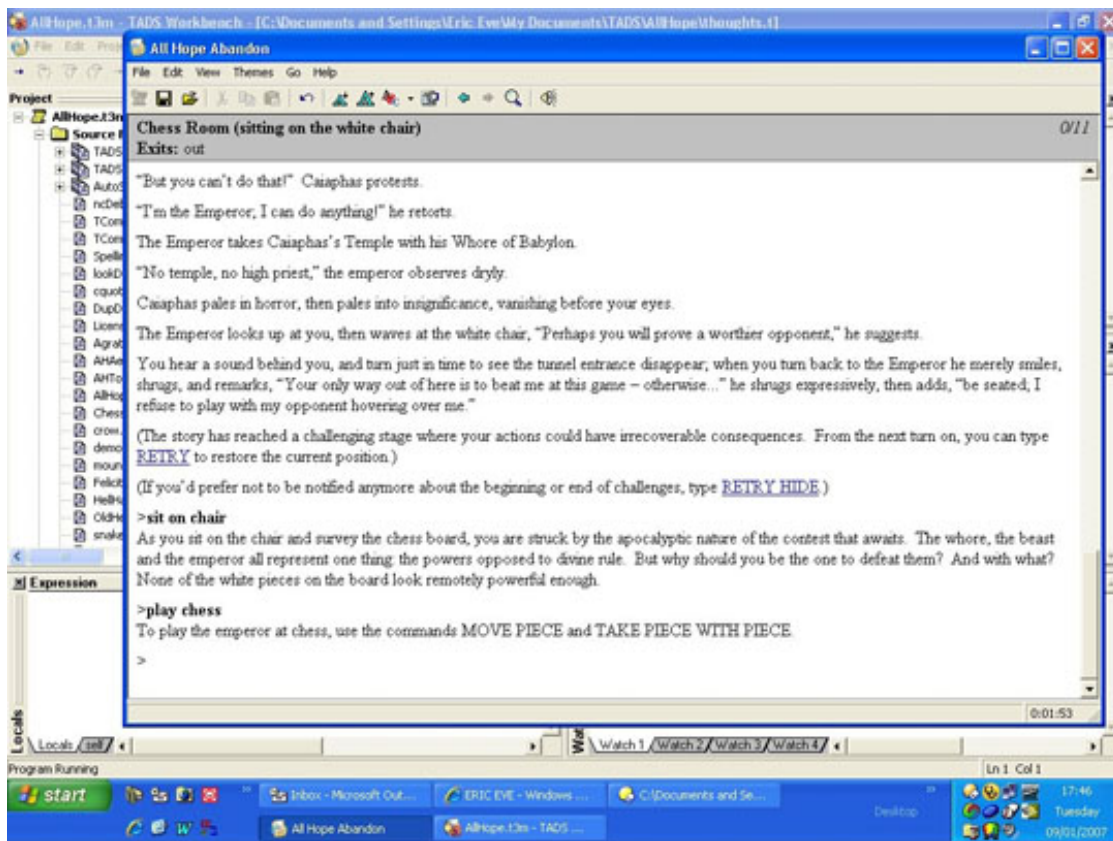 AllHope.t3m - TADS Workbench - [C:\Documents and Settings\Eric Eve\My Documents\TADS\AllHope\thoughts.t]
All Hope Abandon
File Edit
File Edit View Themes Go Help
Project
AllHope.t3m
Source
TADS
TADS
Chess Room (sitting on the white chair) 0/11
Exits: out
"But you can't do that!" Caiaphas protests.
"I'm the Emperor; I can do anything!" he retorts.
The Emperor takes Caiaphas's Temple with his Whore of Babylon.
"No temple, no high priest," the emperor observes dryly.
Caiaphas pales in horror, then pales into insignificance, vanishing before your eyes.
The Emperor looks up at you, then waves at the white chair, "Perhaps you will prove a worthier opponent," he suggests.
You hear a sound behind you, and turn just in time to see the tunnel entrance disappear; when you turn back to the Emperor he merely smiles,
shrugs, and remarks, "Your only way out of here is to beat me at this game – otherwise..." he shrugs expressively, then adds, "be seated, I
refuse to play with my opponent hovering over me."
(The story has reached a challenging stage where your actions could have irrecoverable consequences. From the next turn on, you can type
RETRY to restore the current position.)
(If you'd prefer not to be notified anymore about the beginning or end of challenges, type RETRY HIDE.)
>sit on chair
As you sit on the chair and survey the chess board, you are struck by the apocalyptic nature of the contest that awaits. The whore, the beast
and the emperor all represent one thing: the powers opposed to divine rule. But why should you be the one to defeat them? And with what?
None of the white pieces on the board look remotely powerful enough.
>play chess
To play the emperor at chess, use the commands MOVE PIECE and TAKE PIECE WITH PIECE.
>
0:01:53
Expression
Locals
Locals self
Watch 1 Watch 2 Watch 3 Watch 4
Program Running Ln 1 Col 1
start Inbox - Microsoft Out... ERIC EVE - Windows ... C:\Documents and Se... 17:46
Desktop Tuesday
All Hope Abandon AllHope.t3m - TADS ... 09/01/2007